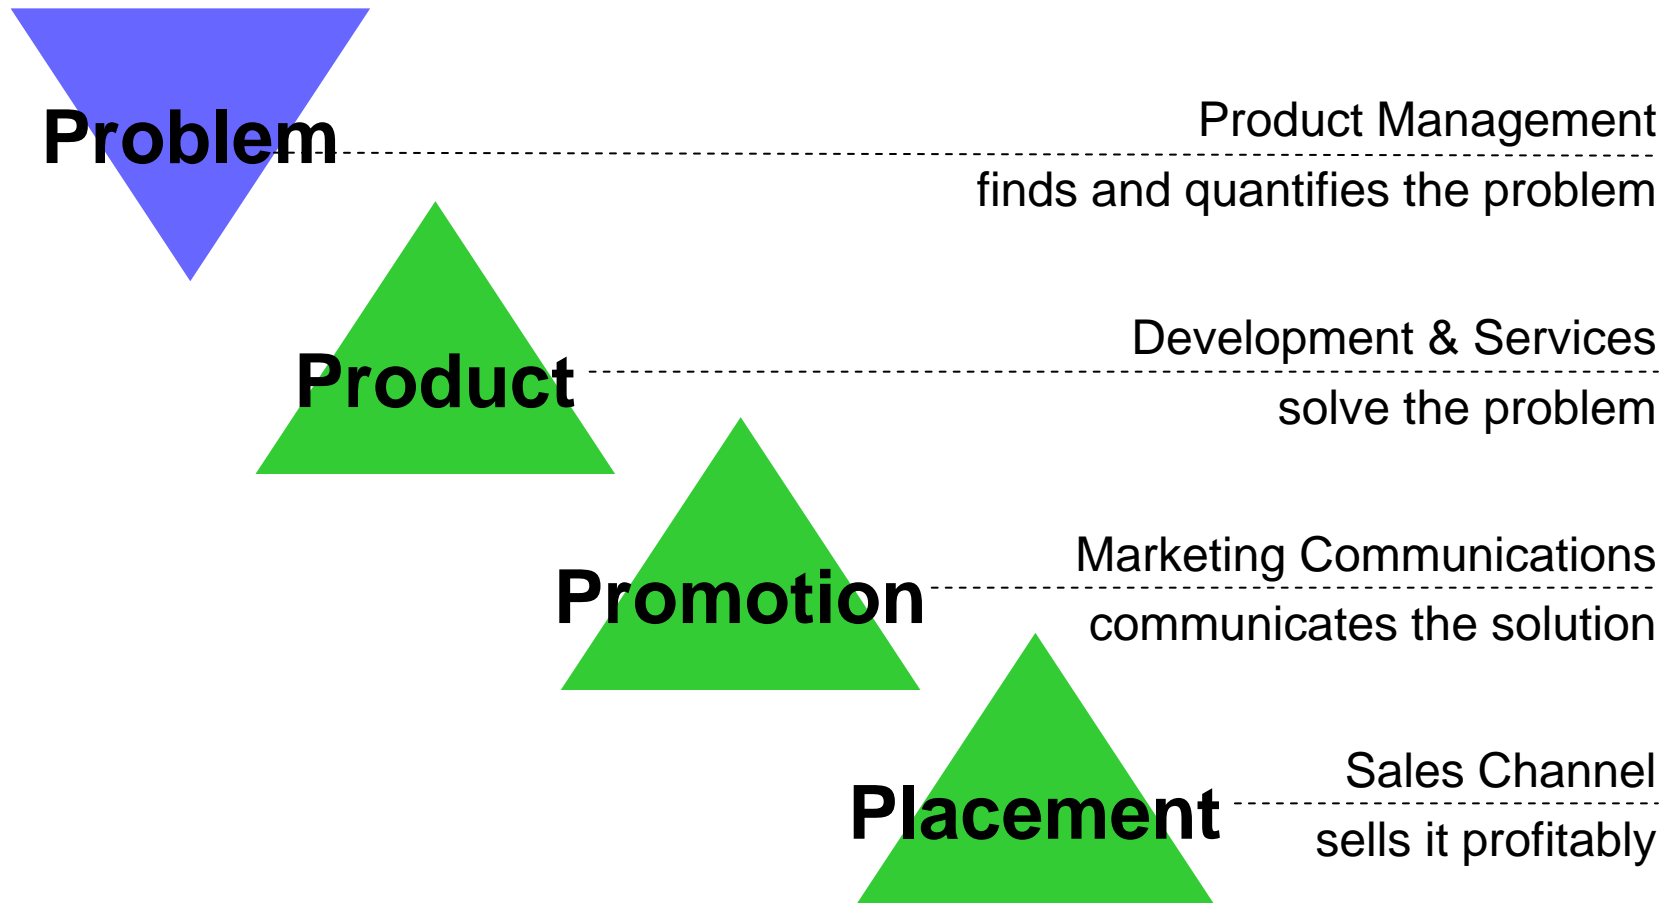 Problem
Product Management
finds and quantifies the problem
Product
Development & Services
solve the problem
Promotion
Marketing Communications
communicates the solution
Placement
Sales Channel
sells it profitably